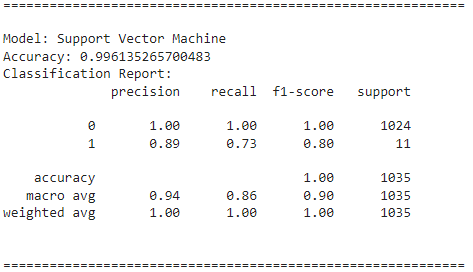 =================================================================
Model: Support Vector Machine
Accuracy: 0.996135265700483
Classification Report:
precision recall f1-score support
0 1.00 1.00 1.00 1024
1 0.89 0.73 0.80 11
accuracy 1.00 1035
macro avg 0.94 0.86 0.90 1035
weighted avg 1.00 1.00 1.00 1035
=================================================================